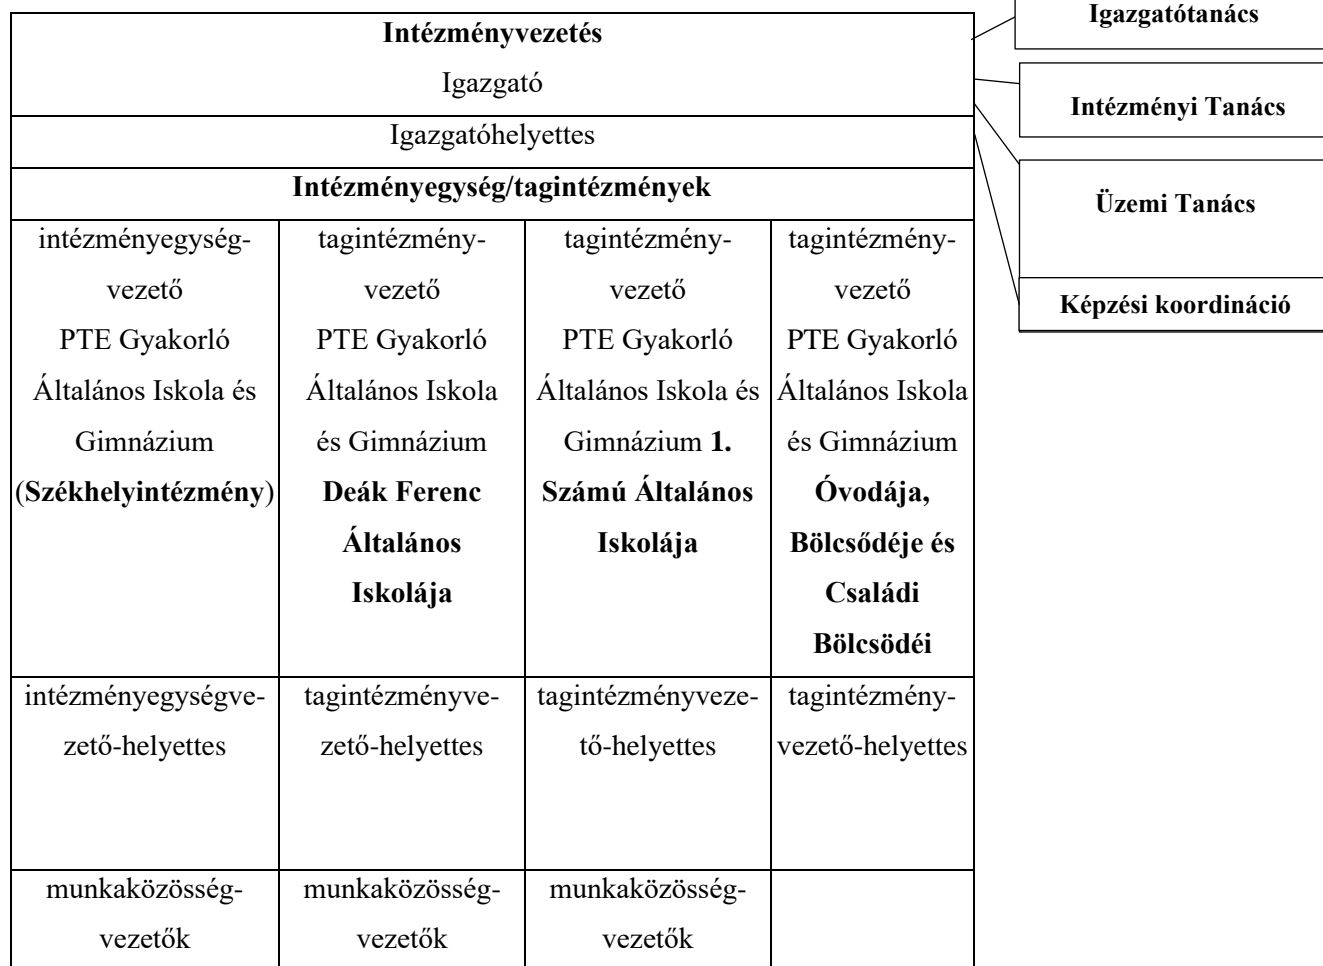 Intézményvezetés
Igazgató
Igazgatóhelyettes
Intézményegység/tagintézmények
intézményegység-
vezető
PTE Gyakorló
Általános Iskola és
Gimnázium
(Székhelyintézmény)
tagintézmény-
vezető
PTE Gyakorló
Általános Iskola
és Gimnázium
Deák Ferenc
Általános
Iskolája
tagintézmény-
vezető
PTE Gyakorló
Általános Iskola és
Gimnázium 1.
Számú Általános
Iskolája
tagintézmény-
vezető
PTE Gyakorló
Általános Iskola
és Gimnázium
Óvodája,
Bölcsődéje és
Családi
Bölcsödéi
intézményegységve-
zető-helyettes
tagintézményve-
zető-helyettes
tagintézményveze-
tő-helyettes
tagintézmény-
vezető-helyettes
munkaközösség-
vezetők
munkaközösség-
vezetők
munkaközösség-
vezetők
Igazgatótanács
Intézményi Tanács
Üzemi Tanács
Képzési koordináció